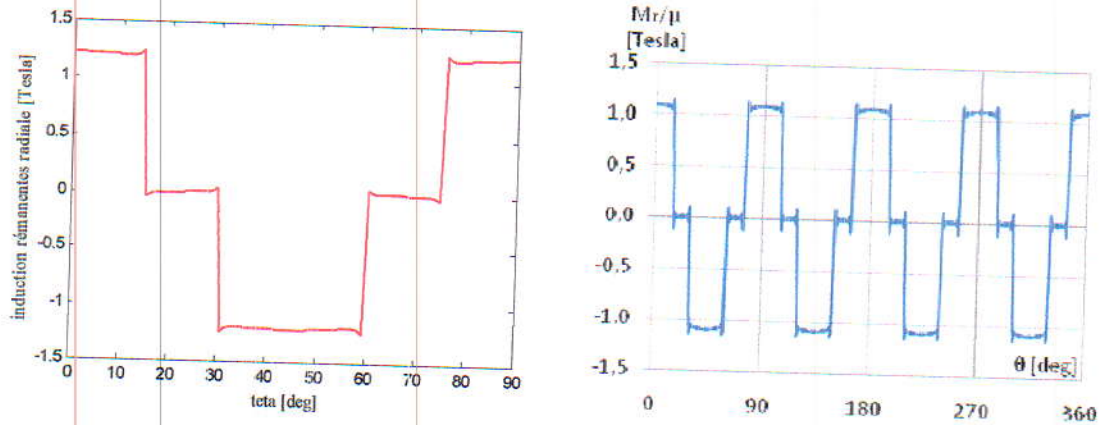 induction rémanentes radiale [Tesla]
1.5
1
0.5
0
-0.5
-1
-1.5
0 10 20 30 40 50 60 70 80 90
teta [deg]
Mr/μ
[Tesla]
1,5
1.0
0,5
0.0
-0.5
-1.0
-1,5
θ [deg]
0 90 180 270 360